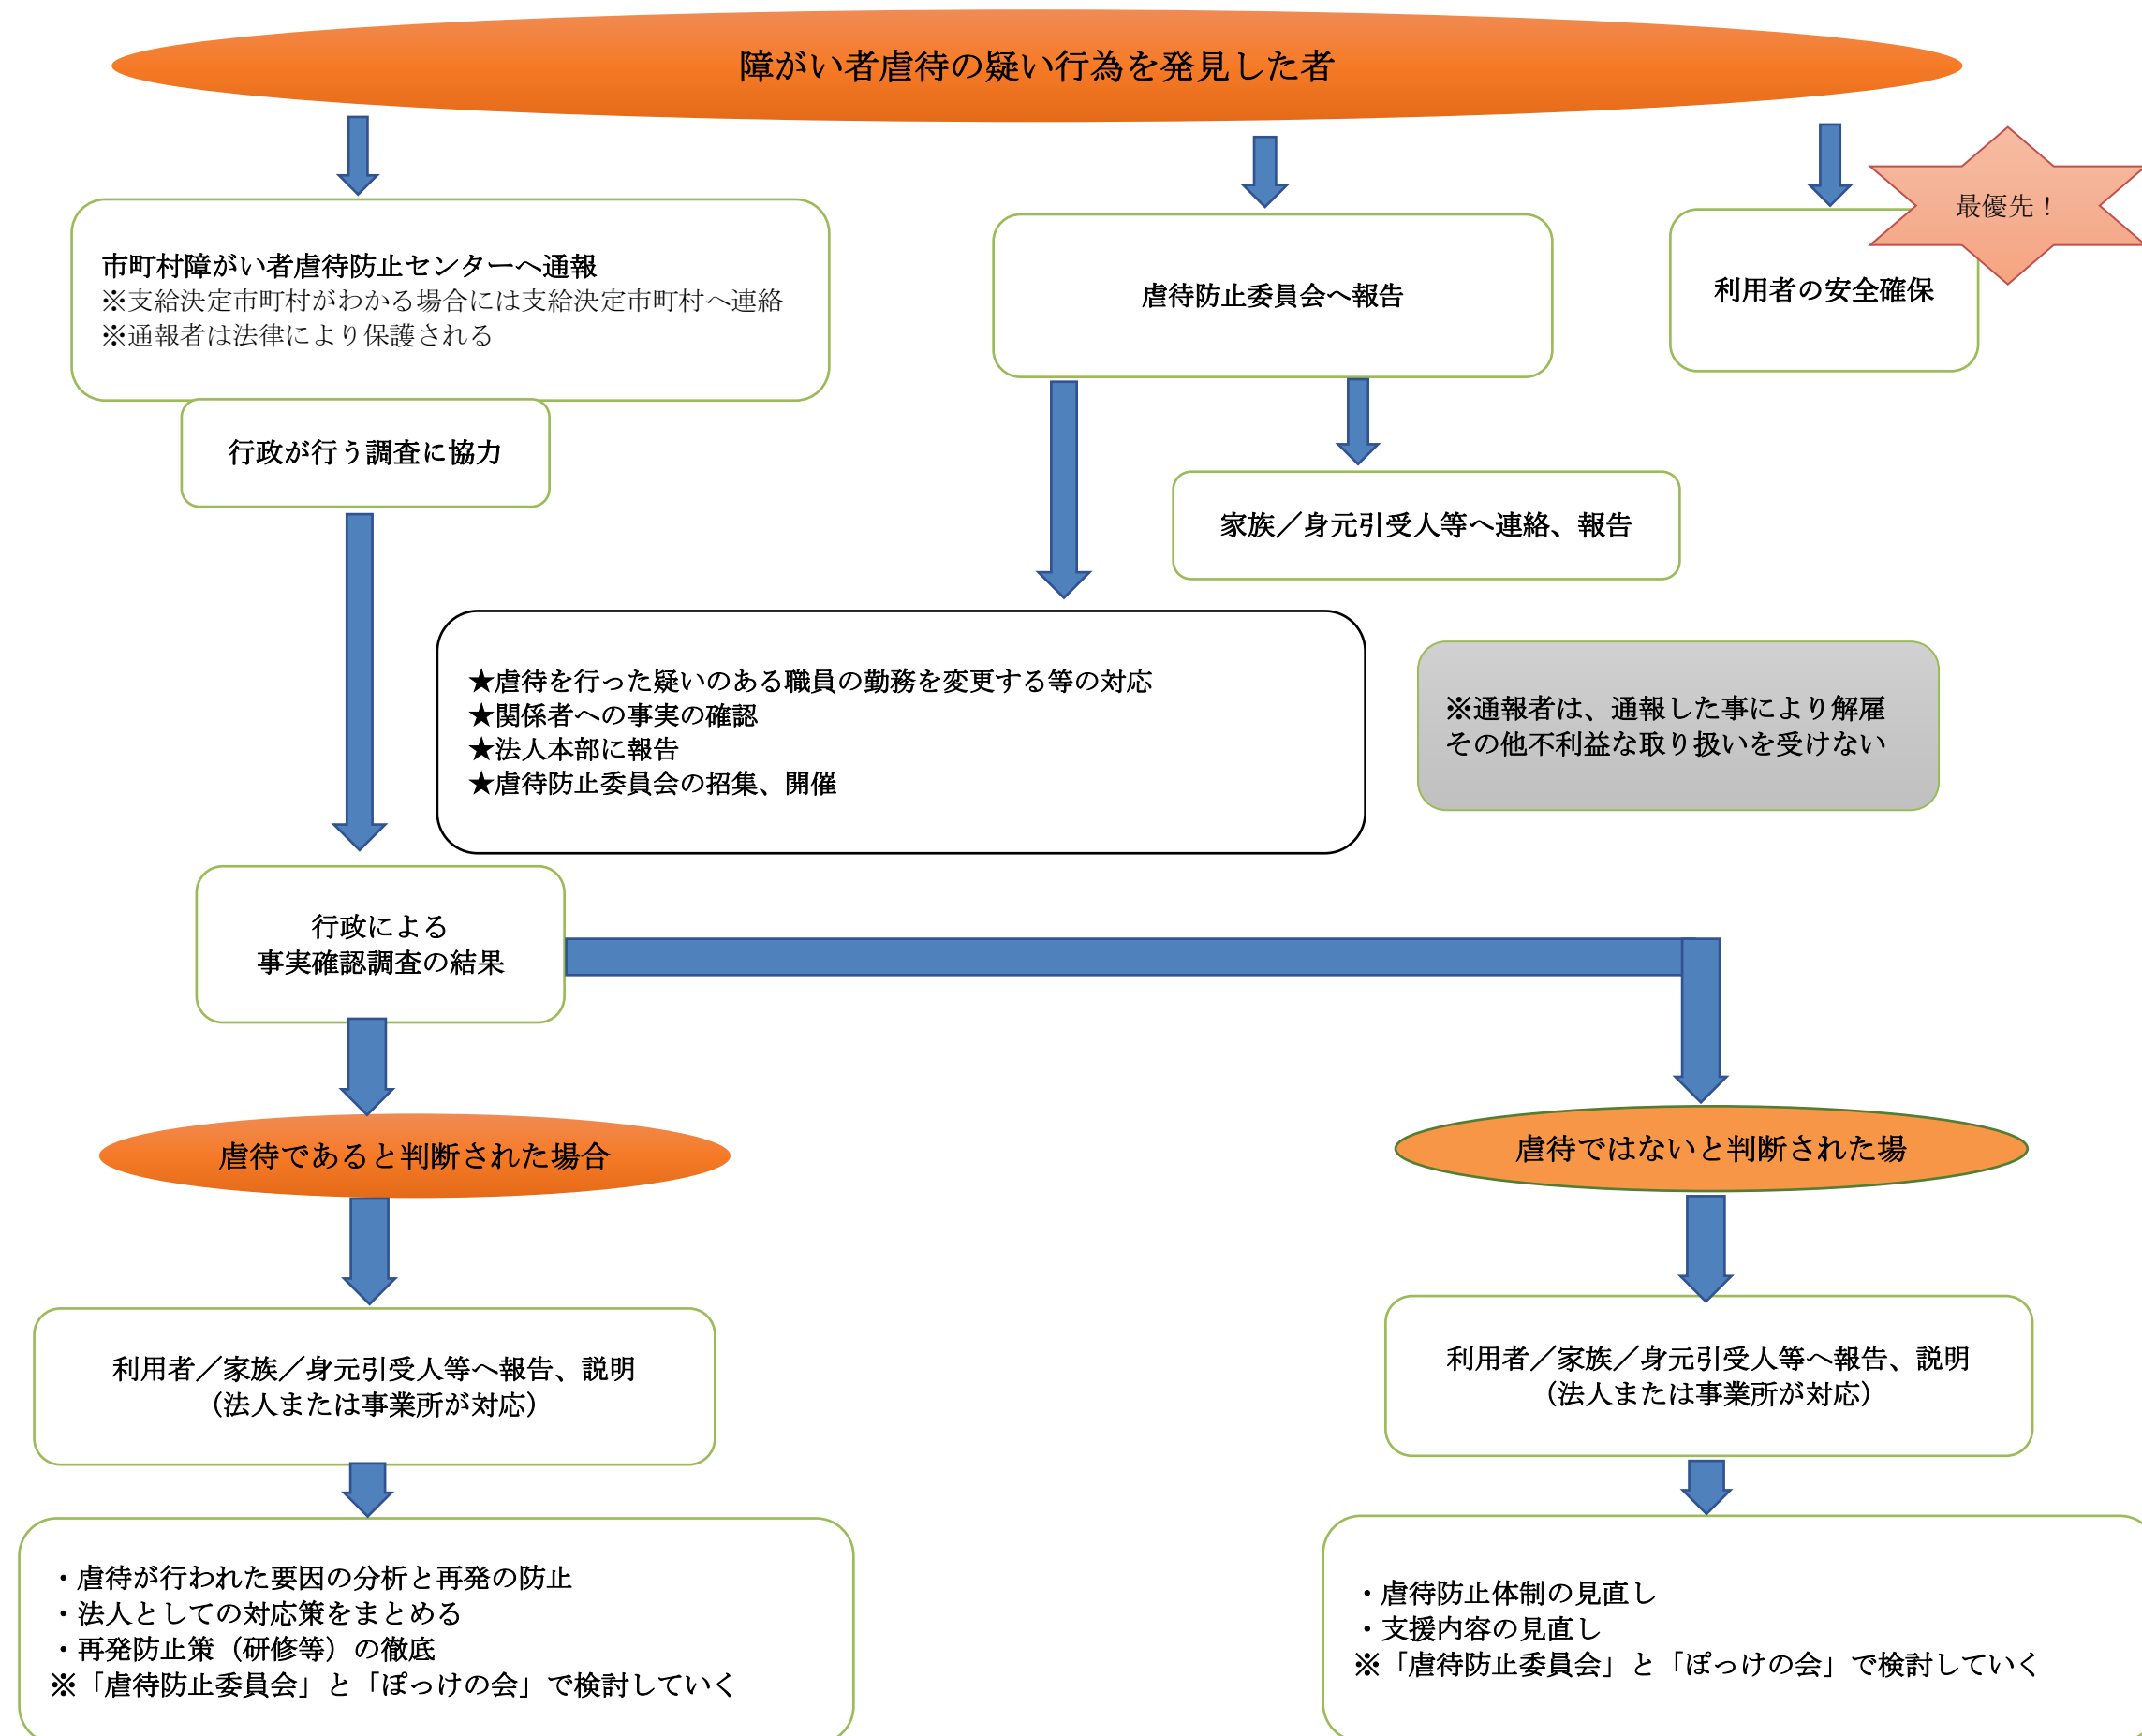 障がい者虐待の疑い行為を発見した者
最優先！
市町村障がい者虐待防止センターへ通報
※支給決定市町村がわかる場合には支給決定市町村へ連絡
※通報者は法律により保護される
虐待防止委員会へ報告
利用者の安全確保
行政が行う調査に協力
家族／身元引受人等へ連絡、報告
★虐待を行った疑いのある職員の勤務を変更する等の対応
★関係者への事実の確認
★法人本部に報告
★虐待防止委員会の招集、開催
※通報者は、通報した事により解雇
その他不利益な取り扱いを受けない
行政による
事実確認調査の結果
虐待であると判断された場合
虐待ではないと判断された場
利用者／家族／身元引受人等へ報告、説明
（法人または事業所が対応）
利用者／家族／身元引受人等へ報告、説明
（法人または事業所が対応）
・虐待が行われた要因の分析と再発の防止
・法人としての対応策をまとめる
・再発防止策（研修等）の徹底
※「虐待防止委員会」と「ぽっけの会」で検討していく
・虐待防止体制の見直し
・支援内容の見直し
※「虐待防止委員会」と「ぽっけの会」で検討していく